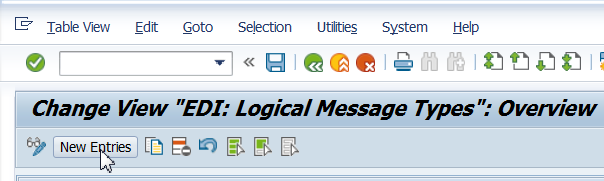 Table View Edit Goto Selection Utilities System Help
Change View "EDI: Logical Message Types": Overview
New Entries